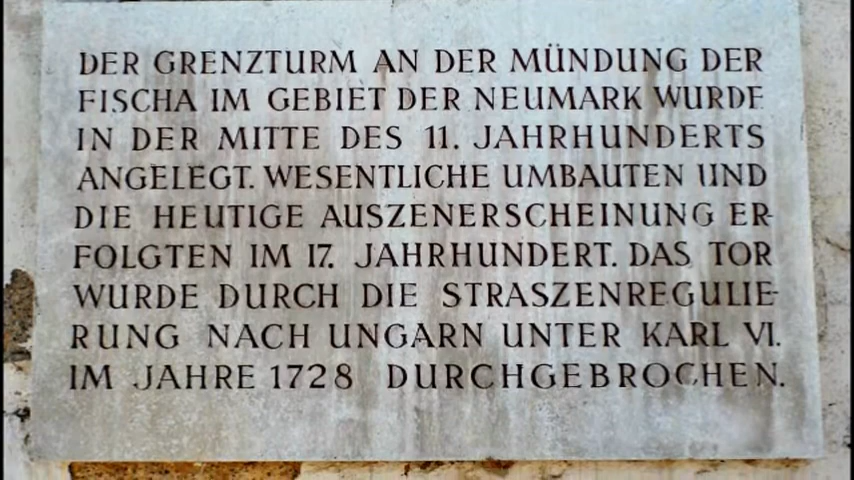 DER GRENZTURM AN DER MÜNDUNG DER
FISCHA IM GEBIET DER NEUMARK WURDE
IN DER MITTE DES 11. JAHRHUNDERTS
ANGELEGT. WESENTLICHE UMBAUTEN UND
DIE HEUTIGE AUSZENERSCHEINUNG ER-
FOLGTEN IM 17. JAHRHUNDERT. DAS TOR
WURDE DURCH DIE STRASZENREGULIE-
RUNG NACH UNGARN UNTER KARL VI.
IM JAHRE 1728 DURCHGEBROCHEN.